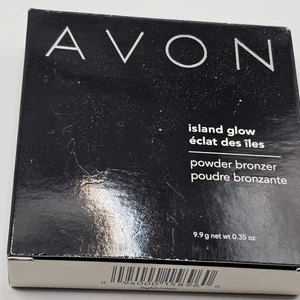 AVON
island glow
éclat des îles
powder bronzer
poudre bronzante
9.9 g net wt 0.35 oz